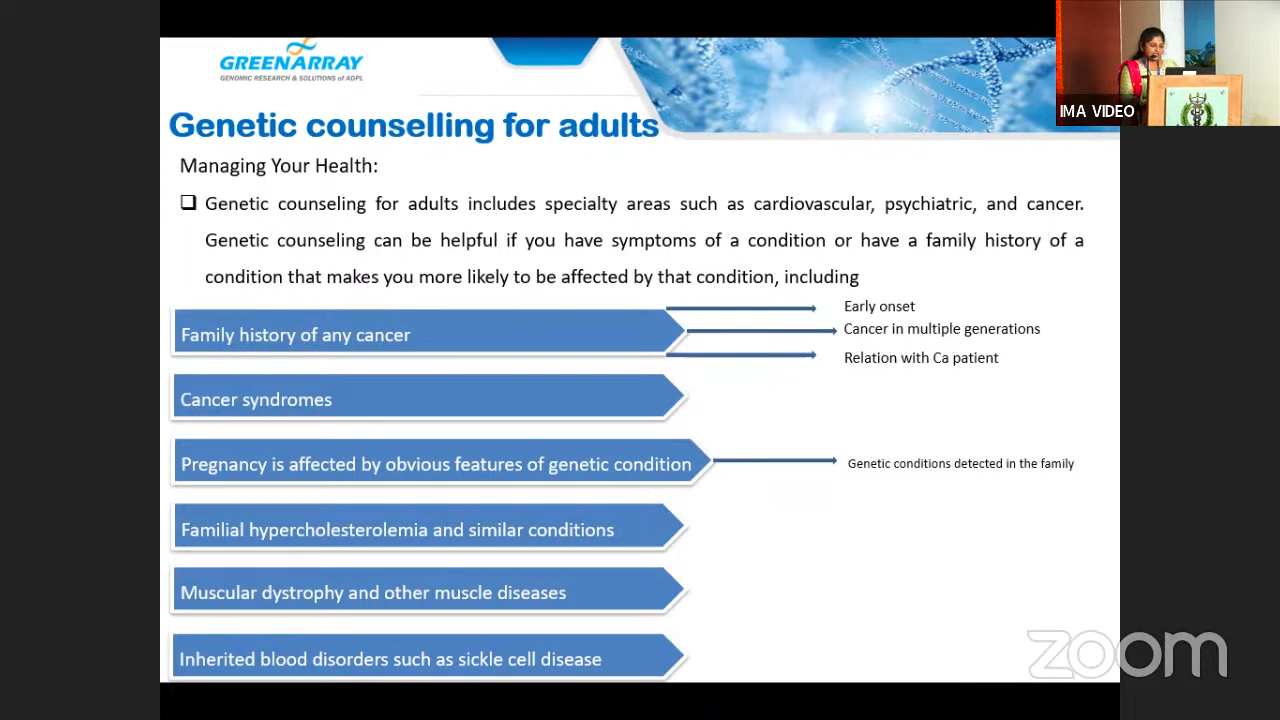 GREENARRAY
GENOMIC RESEARCH & SOLUTIONS of ADPL
IMA VIDEO
Genetic counselling for adults
Managing Your Health:
Genetic counseling for adults includes specialty areas such as cardiovascular, psychiatric, and cancer.
Genetic counseling can be helpful if you have symptoms of a condition or have a family history of a
condition that makes you more likely to be affected by that condition, including
Family history of any cancer
Early onset
Cancer in multiple generations
Relation with Ca patient
Cancer syndromes
Pregnancy is affected by obvious features of genetic condition
Genetic conditions detected in the family
Familial hypercholesterolemia and similar conditions
Muscular dystrophy and other muscle diseases
Inherited blood disorders such as sickle cell disease
zoom